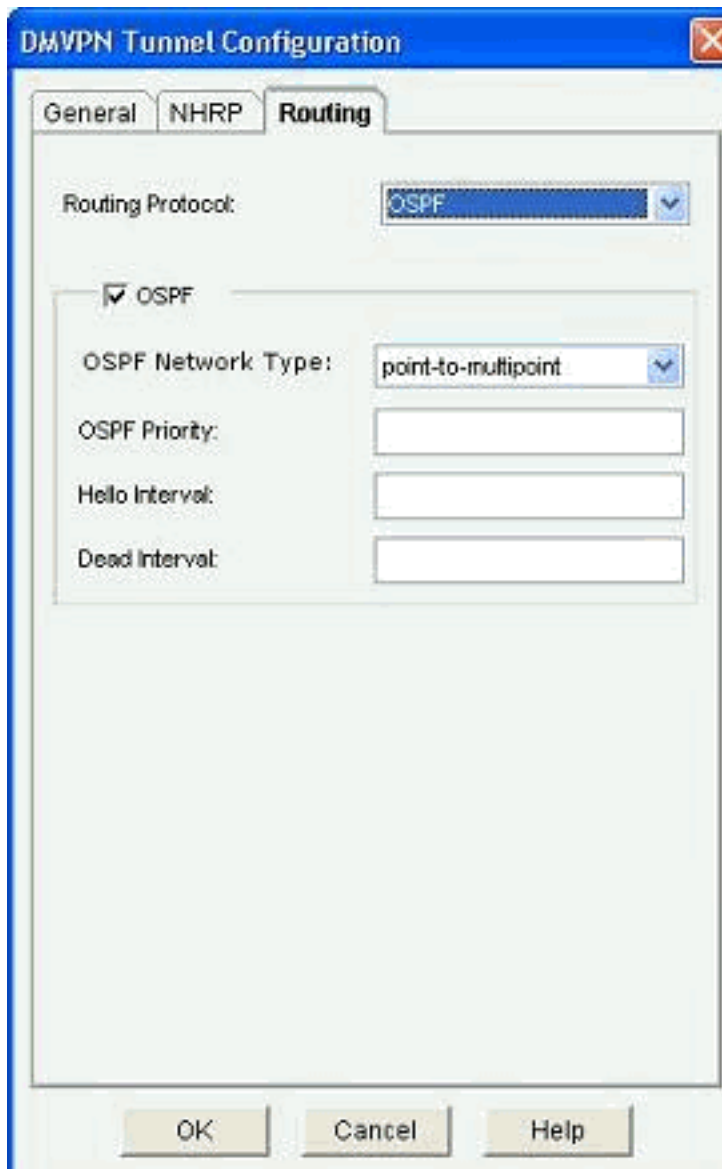 DMVPN Tunnel Configuration
General NHRP Routing
Routing Protocol: OSPF
OSPF
OSPF Network Type: point-to-multipoint
OSPF Priority:
Hello Interval:
Dead Interval:
OK Cancel Help